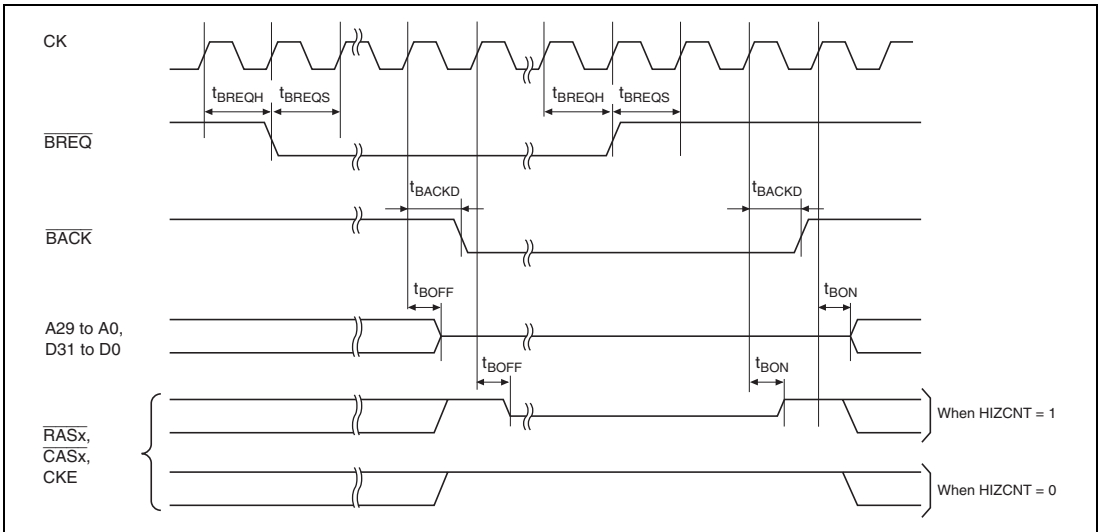 CK
tBREQH tBREQS tBREQH tBREQS
BREQ
tBACKD tBACKD
BACK
tBOFF tBON
A29 to A0,
D31 to D0
tBOFF tBON
When HIZCNT = 1
RASx,
CASx,
CKE
When HIZCNT = 0